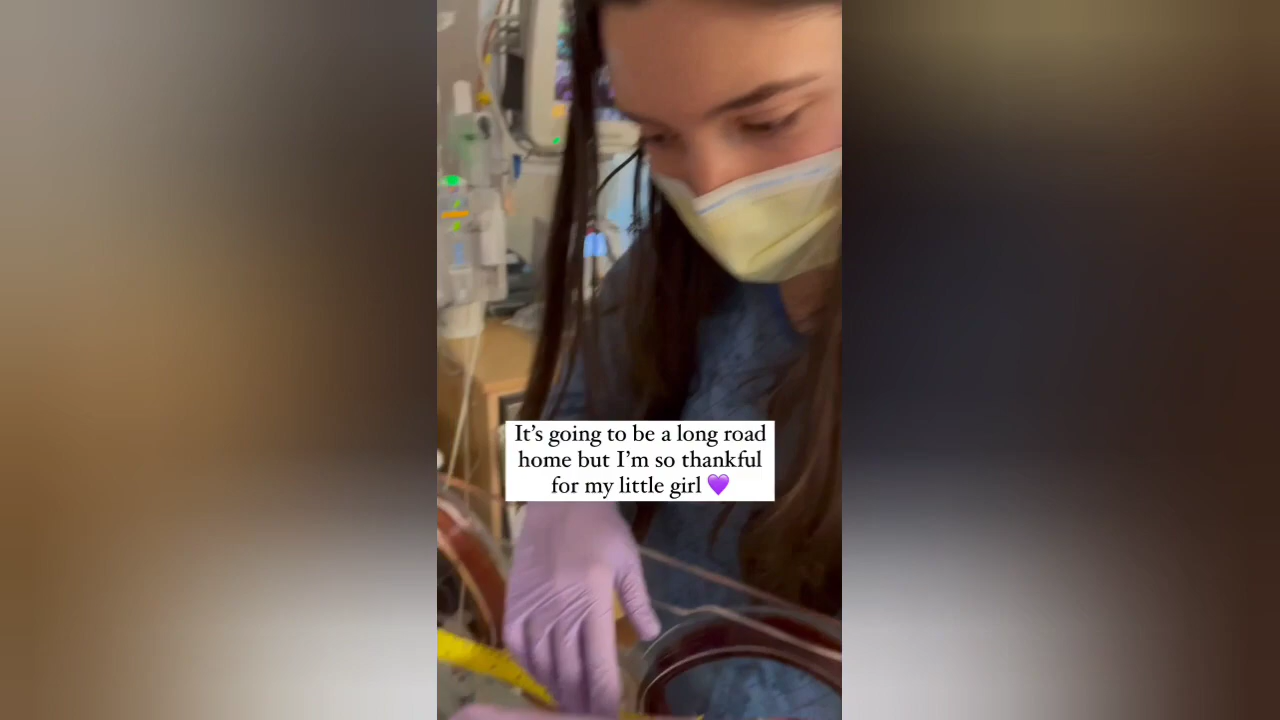 It’s going to be a long road
home but I’m so thankful
for my little girl 💜